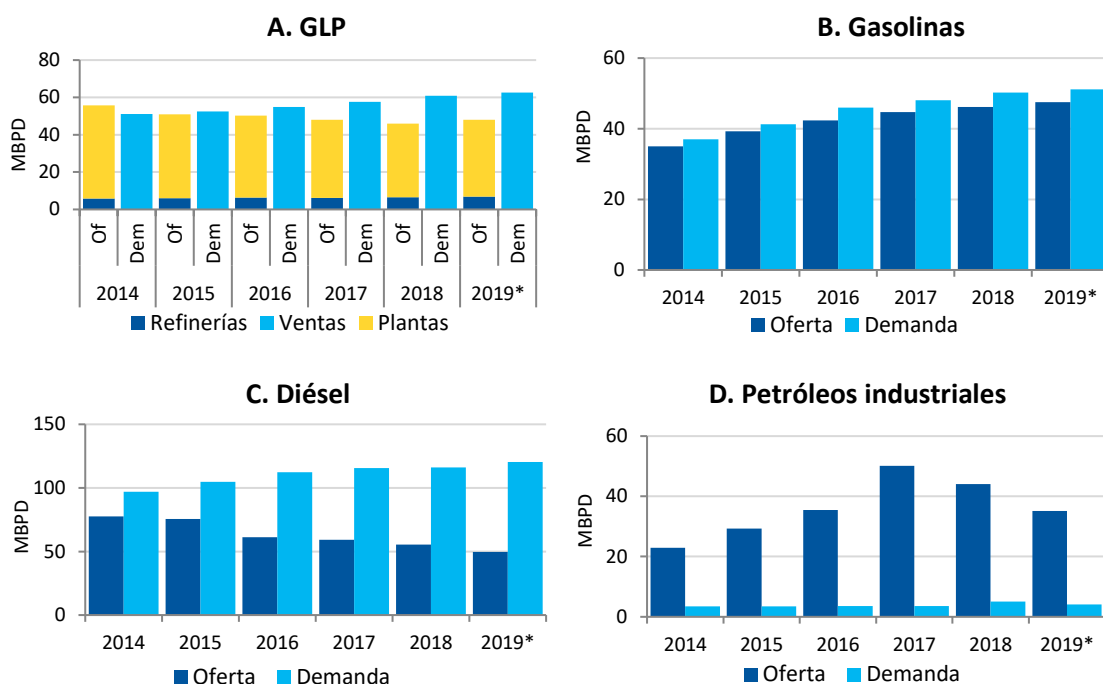 A. GLP
80
60
40
20
0
MBPD
Of Dem Of Dem Of Dem Of Dem Of Dem Of Dem
2014 2015 2016 2017 2018 2019*
Refinerías Ventas Plantas
B. Gasolinas
60
40
20
0
MBPD
2014 2015 2016 2017 2018 2019*
Oferta Demanda
C. Diésel
150
100
50
0
MBPD
2014 2015 2016 2017 2018 2019*
Oferta Demanda
D. Petróleos industriales
60
40
20
0
MBPD
2014 2015 2016 2017 2018 2019*
Oferta Demanda